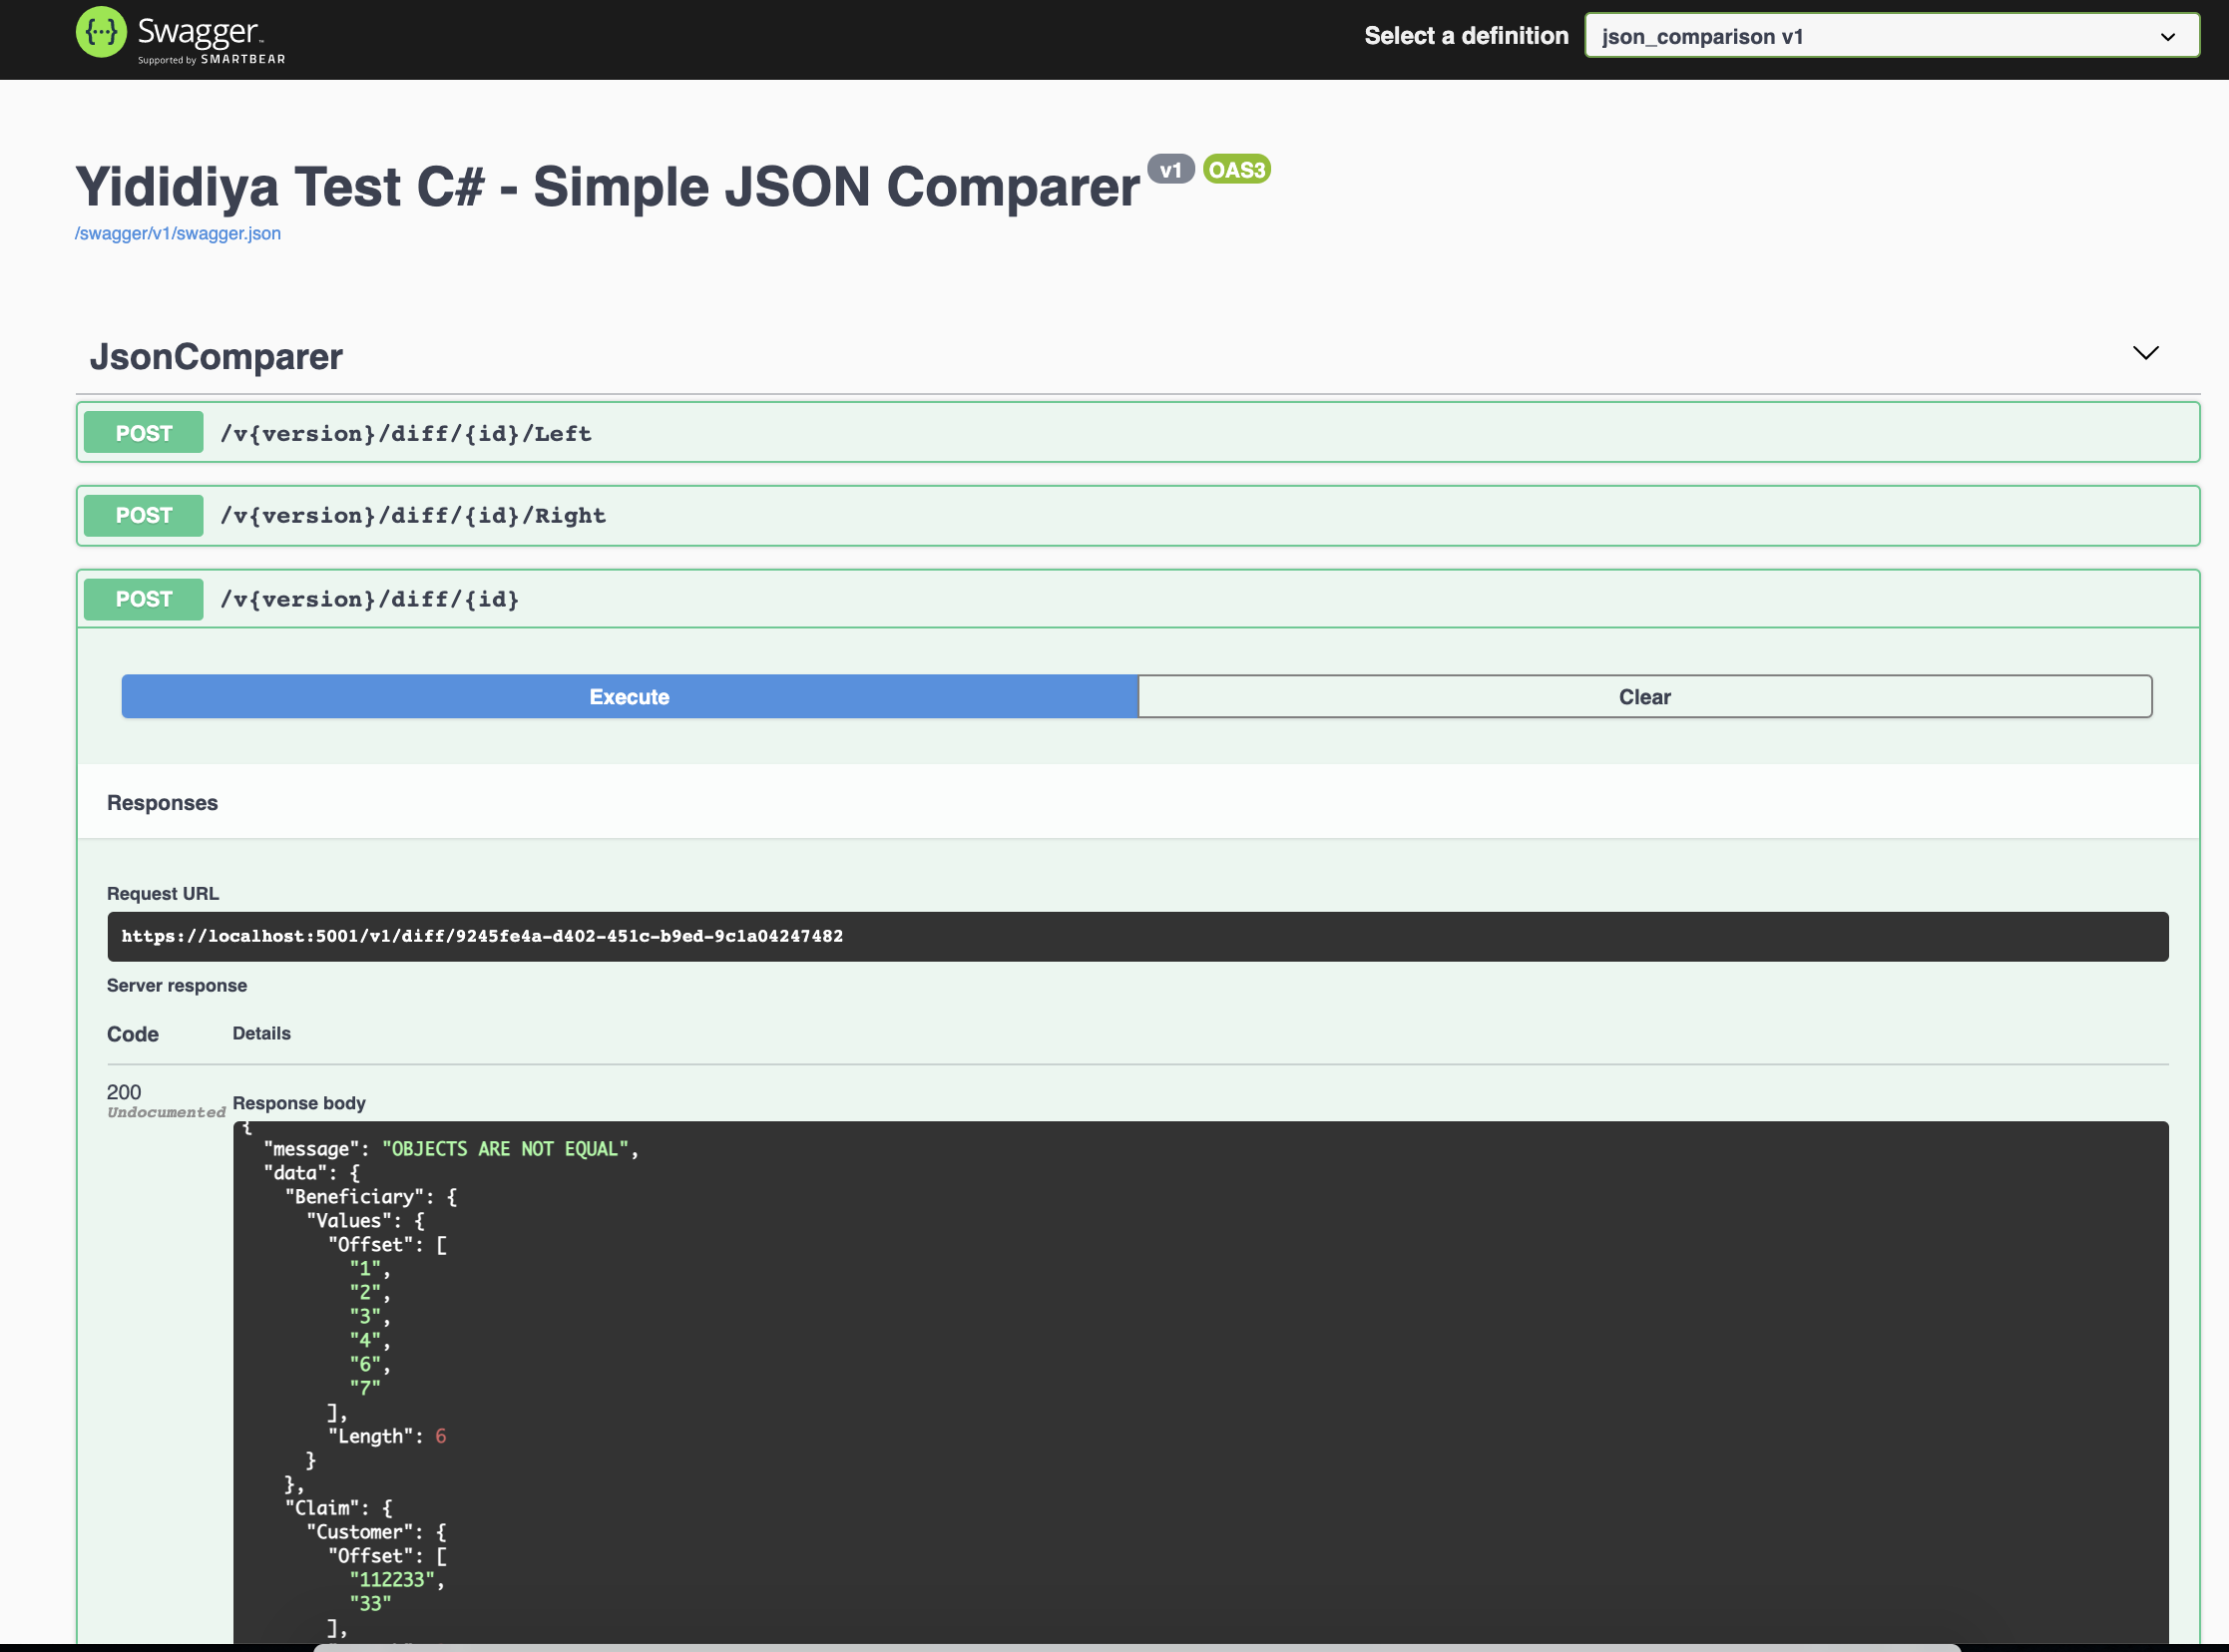 Swagger
Supported by SMARTBEAR
Select a definition
json_comparison v1
Yididiya Test C# - Simple JSON Comparer
v1
OAS3
/swagger/v1/swagger.json
JsonComparer
POST /v{version}/diff/{id}/Left
POST /v{version}/diff/{id}/Right
POST /v{version}/diff/{id}
Execute
Clear
Responses
Request URL
https://localhost:5001/v1/diff/9245fe4a-d402-451c-b9ed-9c1a04247482
Server response
Code
Details
200
Undocumented
Response body
{
"message": "OBJECTS ARE NOT EQUAL",
"data": {
"Beneficiary": {
"Values": {
"Offset": [
"1",
"2",
"3",
"4",
"6",
"7"
],
"Length": 6
}
},
"Claim": {
"Customer": {
"Offset": [
"112233",
"33"
],